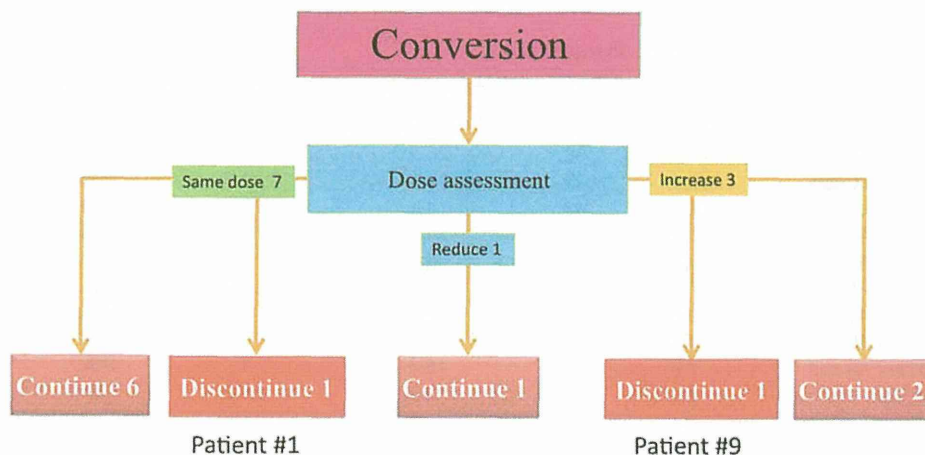 Conversion
Dose assessment
Same dose 7
Increase 3
Reduce 1
Continue 6
Discontinue 1
Continue 1
Discontinue 1
Continue 2
Patient #1
Patient #9